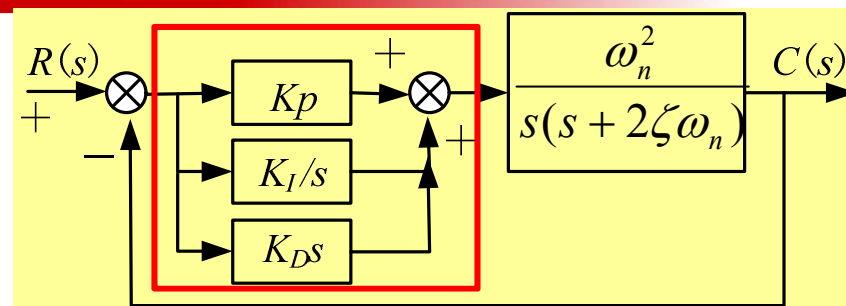 R(s)
+
−
Kp
K_I/s
K_Ds
+
+
ω_n^2
s(s + 2ζω_n)
C(s)